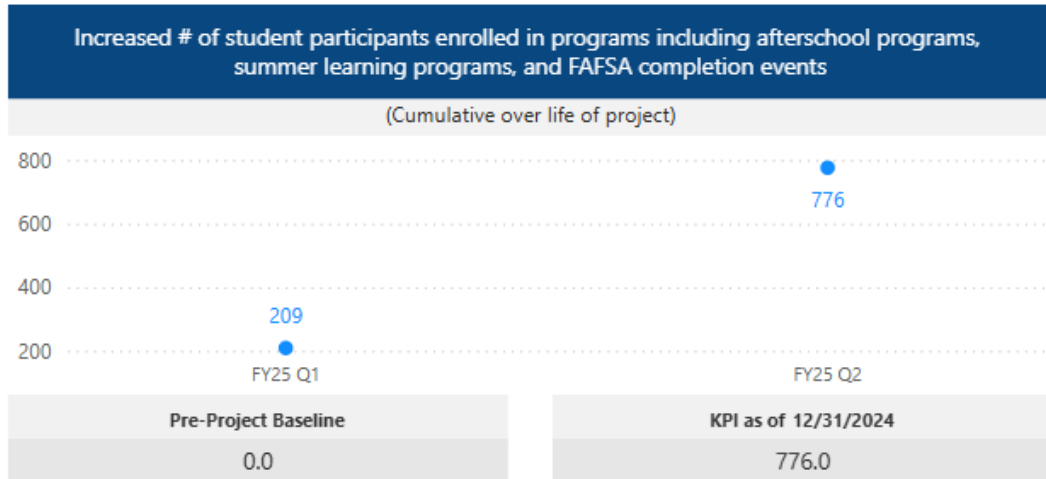 Increased # of student participants enrolled in programs including afterschool programs,
summer learning programs, and FAFSA completion events
(Cumulative over life of project)
800
776
600
400
209
200
FY25 Q1
FY25 Q2
Pre-Project Baseline
KPI as of 12/31/2024
0.0
776.0